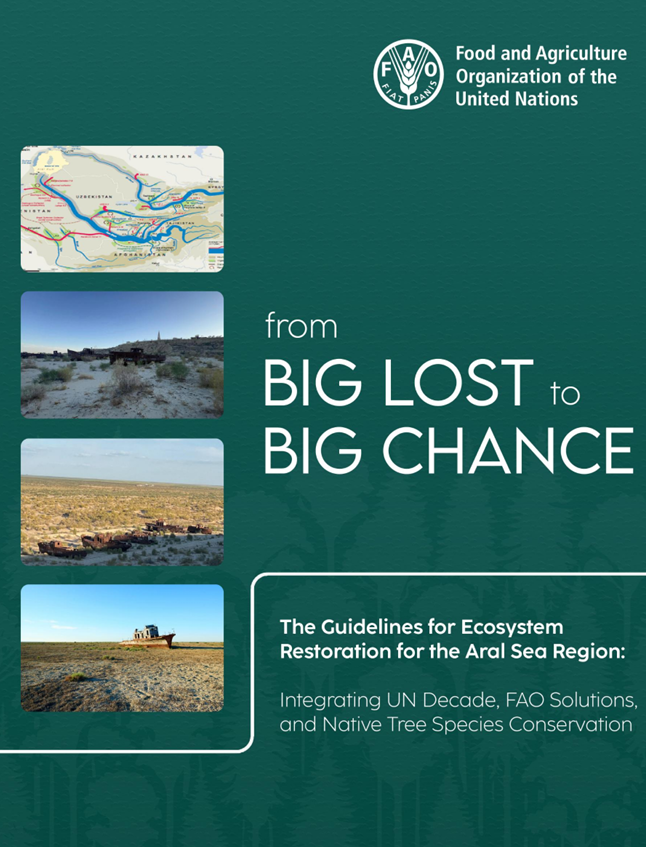 FAO
FIAT PANIS
Food and Agriculture
Organization of the
United Nations
KAZAKHSTAN
UZBEKISTAN
AFGHANISTAN
from
BIG LOST to
BIG CHANCE
The Guidelines for Ecosystem
Restoration for the Aral Sea Region:
Integrating UN Decade, FAO Solutions,
and Native Tree Species Conservation